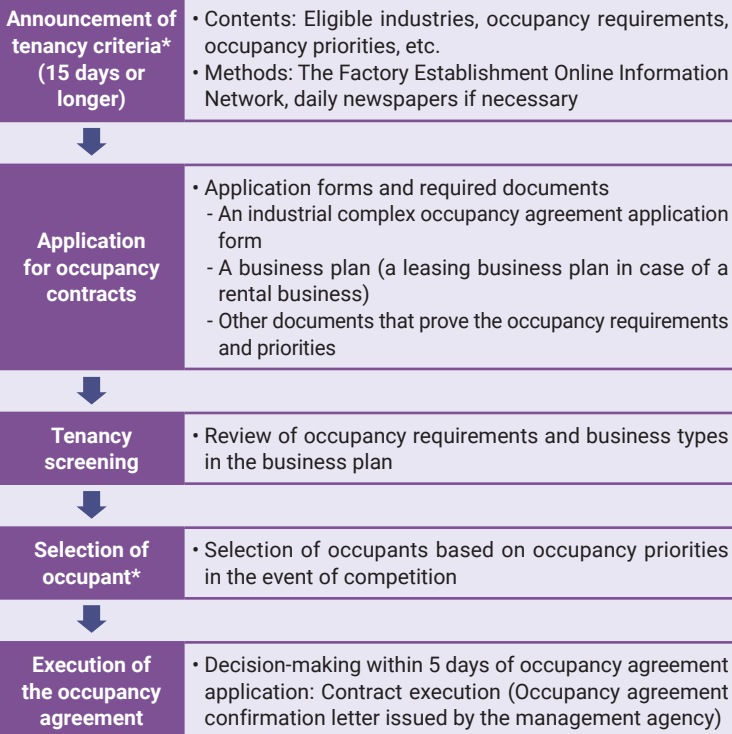 Announcement of
tenancy criteria*
(15 days or
longer)
• Contents: Eligible industries, occupancy requirements,
occupancy priorities, etc.
• Methods: The Factory Establishment Online Information
Network, daily newspapers if necessary
Application
for occupancy
contracts
• Application forms and required documents
- An industrial complex occupancy agreement application
form
- A business plan (a leasing business plan in case of a
rental business)
- Other documents that prove the occupancy requirements
and priorities
Tenancy
screening
• Review of occupancy requirements and business types
in the business plan
Selection of
occupant*
• Selection of occupants based on occupancy priorities
in the event of competition
Execution of
the occupancy
agreement
• Decision-making within 5 days of occupancy agreement
application: Contract execution (Occupancy agreement
confirmation letter issued by the management agency)